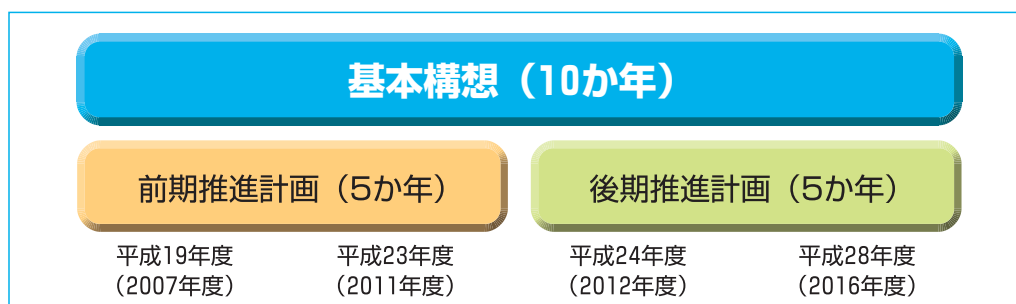 基本構想（10か年）
前期推進計画（5か年） 後期推進計画（5か年）
平成19年度 平成23年度 平成24年度 平成28年度
（2007年度） （2011年度） （2012年度） （2016年度）